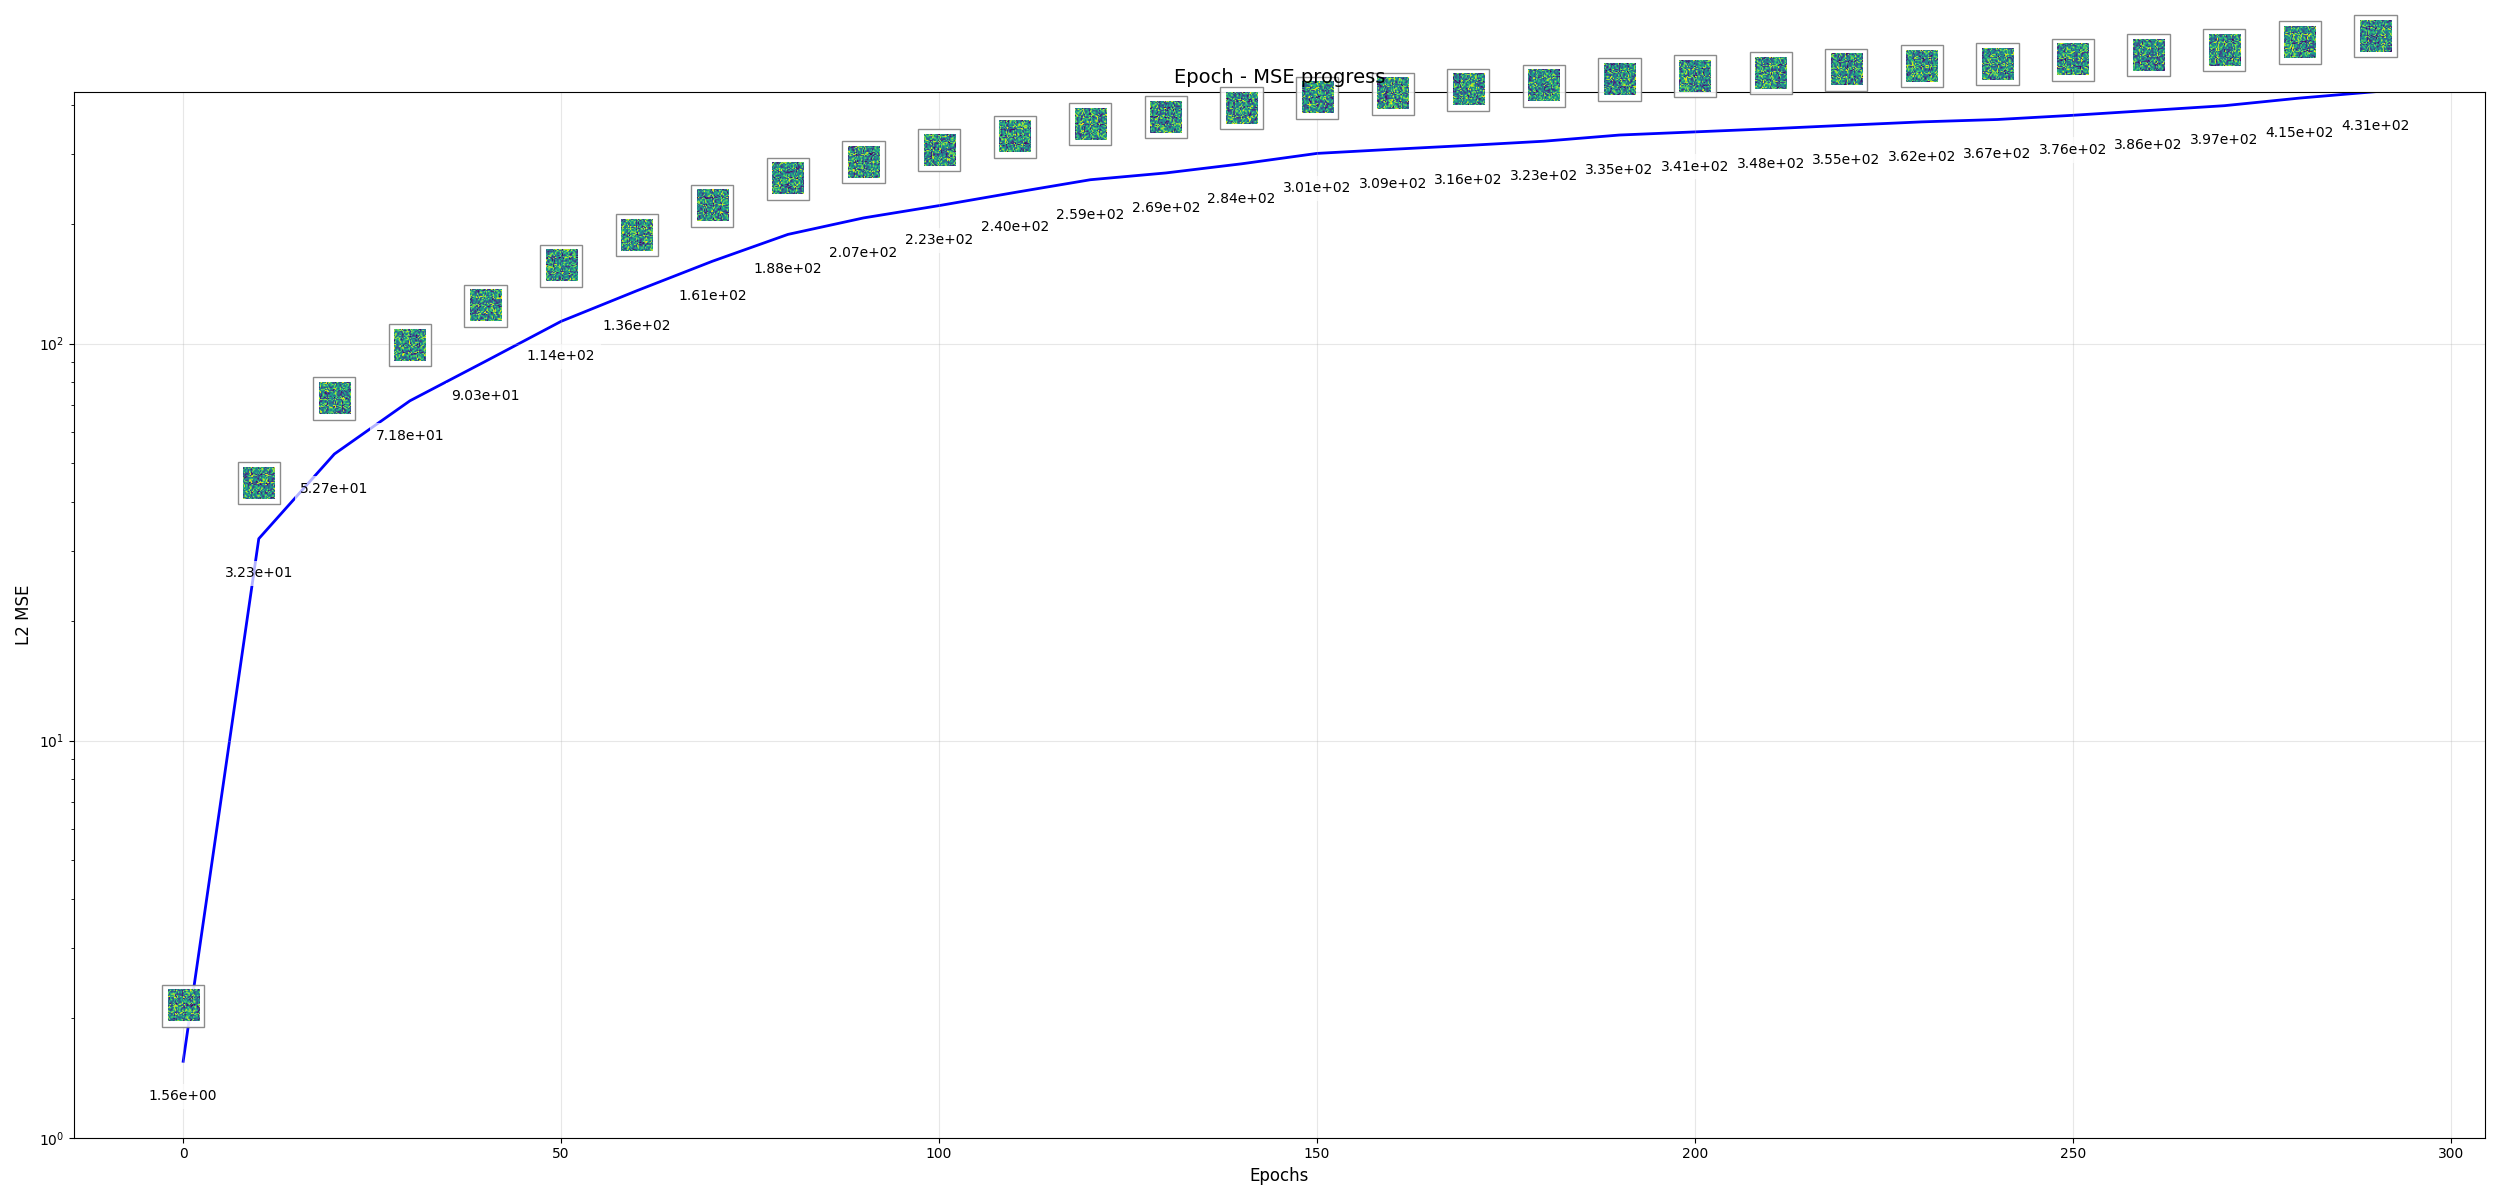 Epoch - MSE progress
L2 MSE
10²
10¹
10⁰
1.56e+00
3.23e+01
5.27e+01
7.18e+01
9.03e+01
1.14e+02
1.36e+02
1.61e+02
1.88e+02
2.07e+02
2.23e+02
2.40e+02
2.59e+02
2.69e+02
2.84e+02
3.01e+02
3.09e+02
3.16e+02
3.23e+02
3.35e+02
3.41e+02
3.48e+02
3.55e+02
3.62e+02
3.67e+02
3.76e+02
3.86e+02
3.97e+02
4.15e+02
4.31e+02
0 50 100 150 200 250 300
Epochs